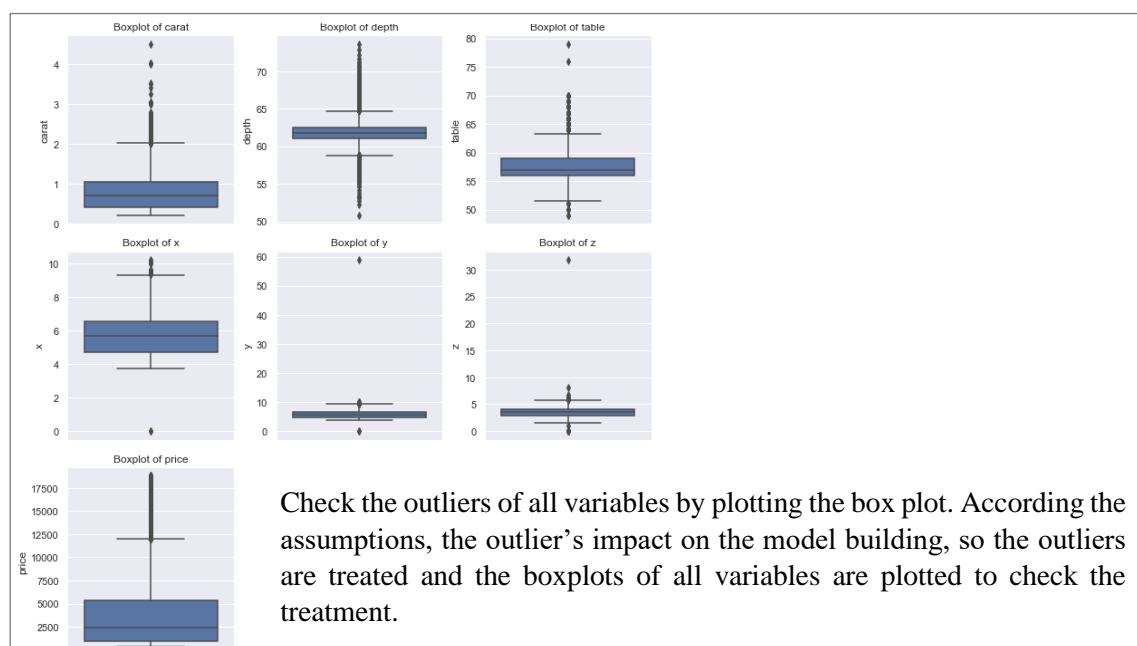 Boxplot of carat
Boxplot of depth
Boxplot of table
4
3
2
1
0
carat
70
65
60
55
50
depth
80
75
70
65
60
55
50
table
Boxplot of x
Boxplot of y
Boxplot of z
10
8
6
4
2
0
x
60
50
40
30
20
10
0
y
30
25
20
15
10
5
0
z
Boxplot of price
17500
15000
12500
10000
7500
5000
2500
price
Check the outliers of all variables by plotting the box plot. According the
assumptions, the outlier’s impact on the model building, so the outliers
are treated and the boxplots of all variables are plotted to check the
treatment.